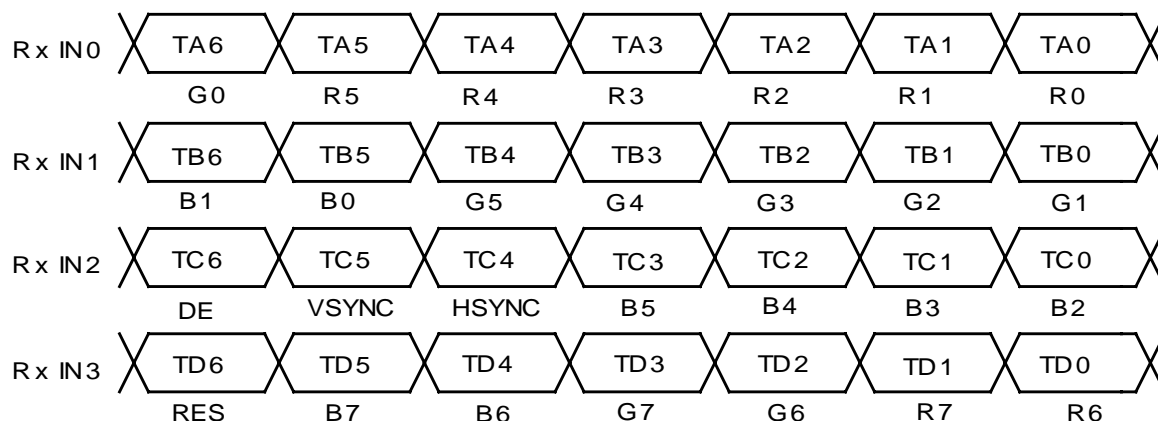 Rx IN0 TA6 TA5 TA4 TA3 TA2 TA1 TA0
G0 R5 R4 R3 R2 R1 R0
Rx IN1 TB6 TB5 TB4 TB3 TB2 TB1 TB0
B1 B0 G5 G4 G3 G2 G1
Rx IN2 TC6 TC5 TC4 TC3 TC2 TC1 TC0
DE VSYNC HSYNC B5 B4 B3 B2
Rx IN3 TD6 TD5 TD4 TD3 TD2 TD1 TD0
RES B7 B6 G7 G6 R7 R6